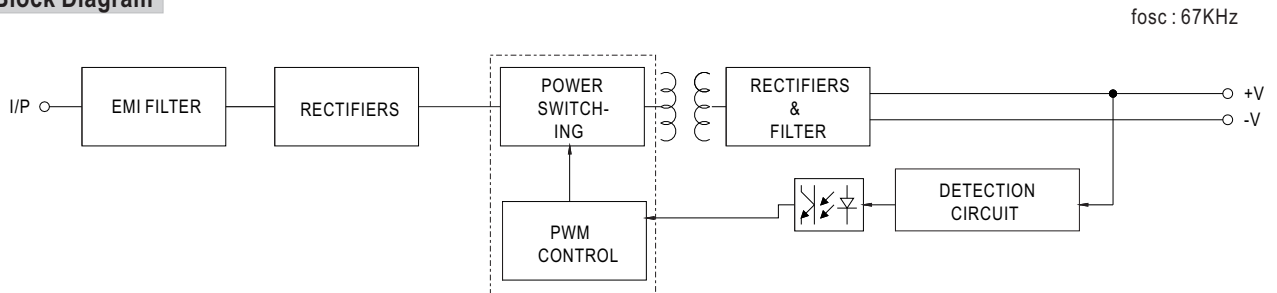 Block Diagram
fosc : 67KHz
I/P
EMI FILTER
RECTIFIERS
POWER
SWITCH-
ING
RECTIFIERS
&
FILTER
+V
-V
DETECTION
CIRCUIT
PWM
CONTROL